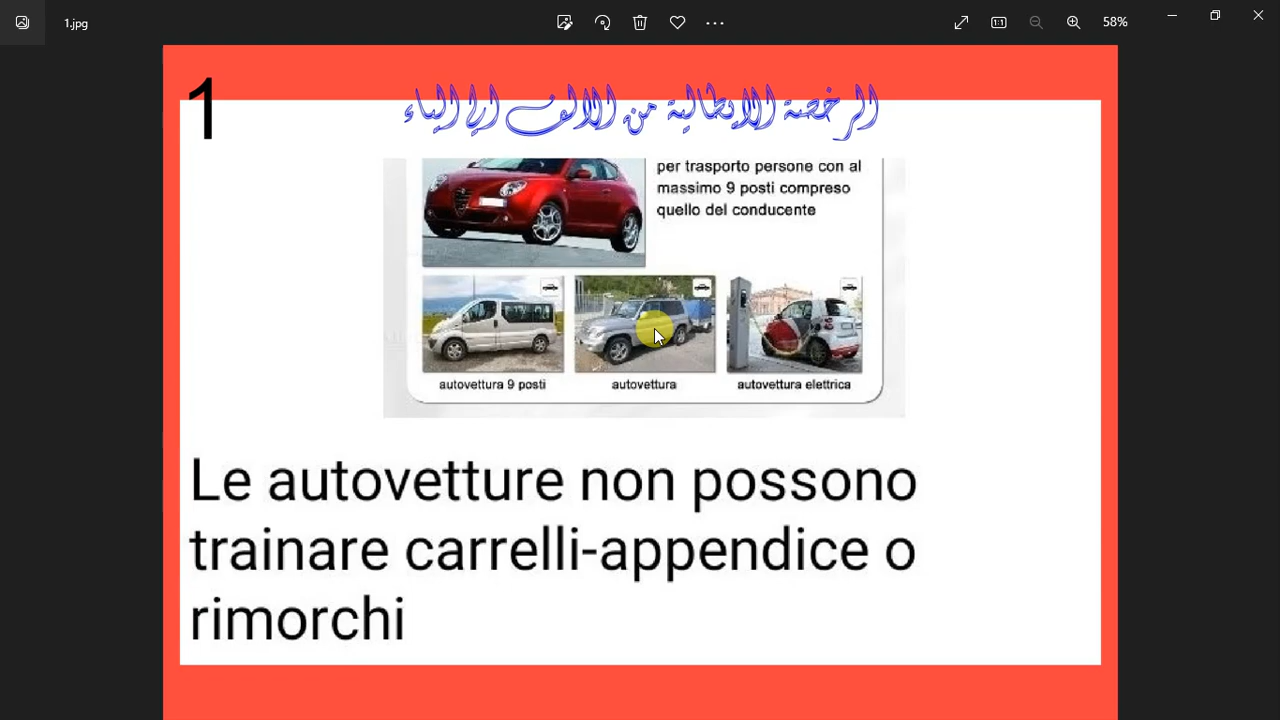 1.jpg
58%
1
الرخصة الايطالية من الالف الى الياء
per trasporto persone con al
massimo 9 posti compreso
quello del conducente
autovettura 9 posti
autovettura
autovettura elettrica
Le autovetture non possono
trainare carrelli-appendice o
rimorchi